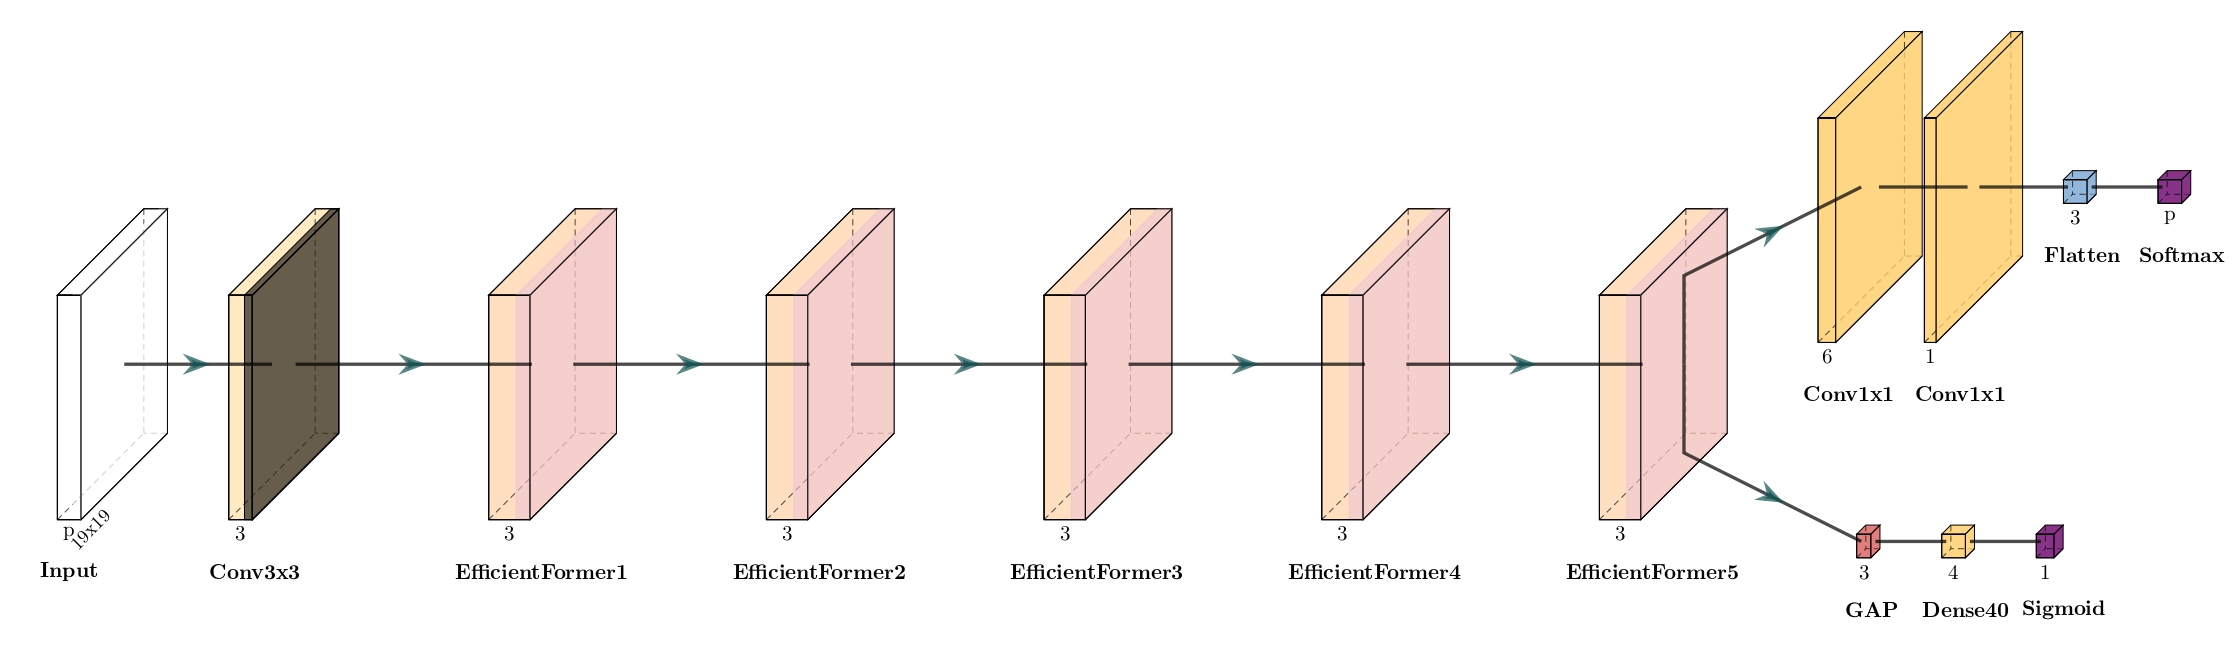 p
19x19
Input
3
Conv3x3
3
EfficientFormer1
3
EfficientFormer2
3
EfficientFormer3
3
EfficientFormer4
3
EfficientFormer5
6
Conv1x1
1
Conv1x1
3
Flatten
p
Softmax
3
GAP
4
Dense40
1
Sigmoid